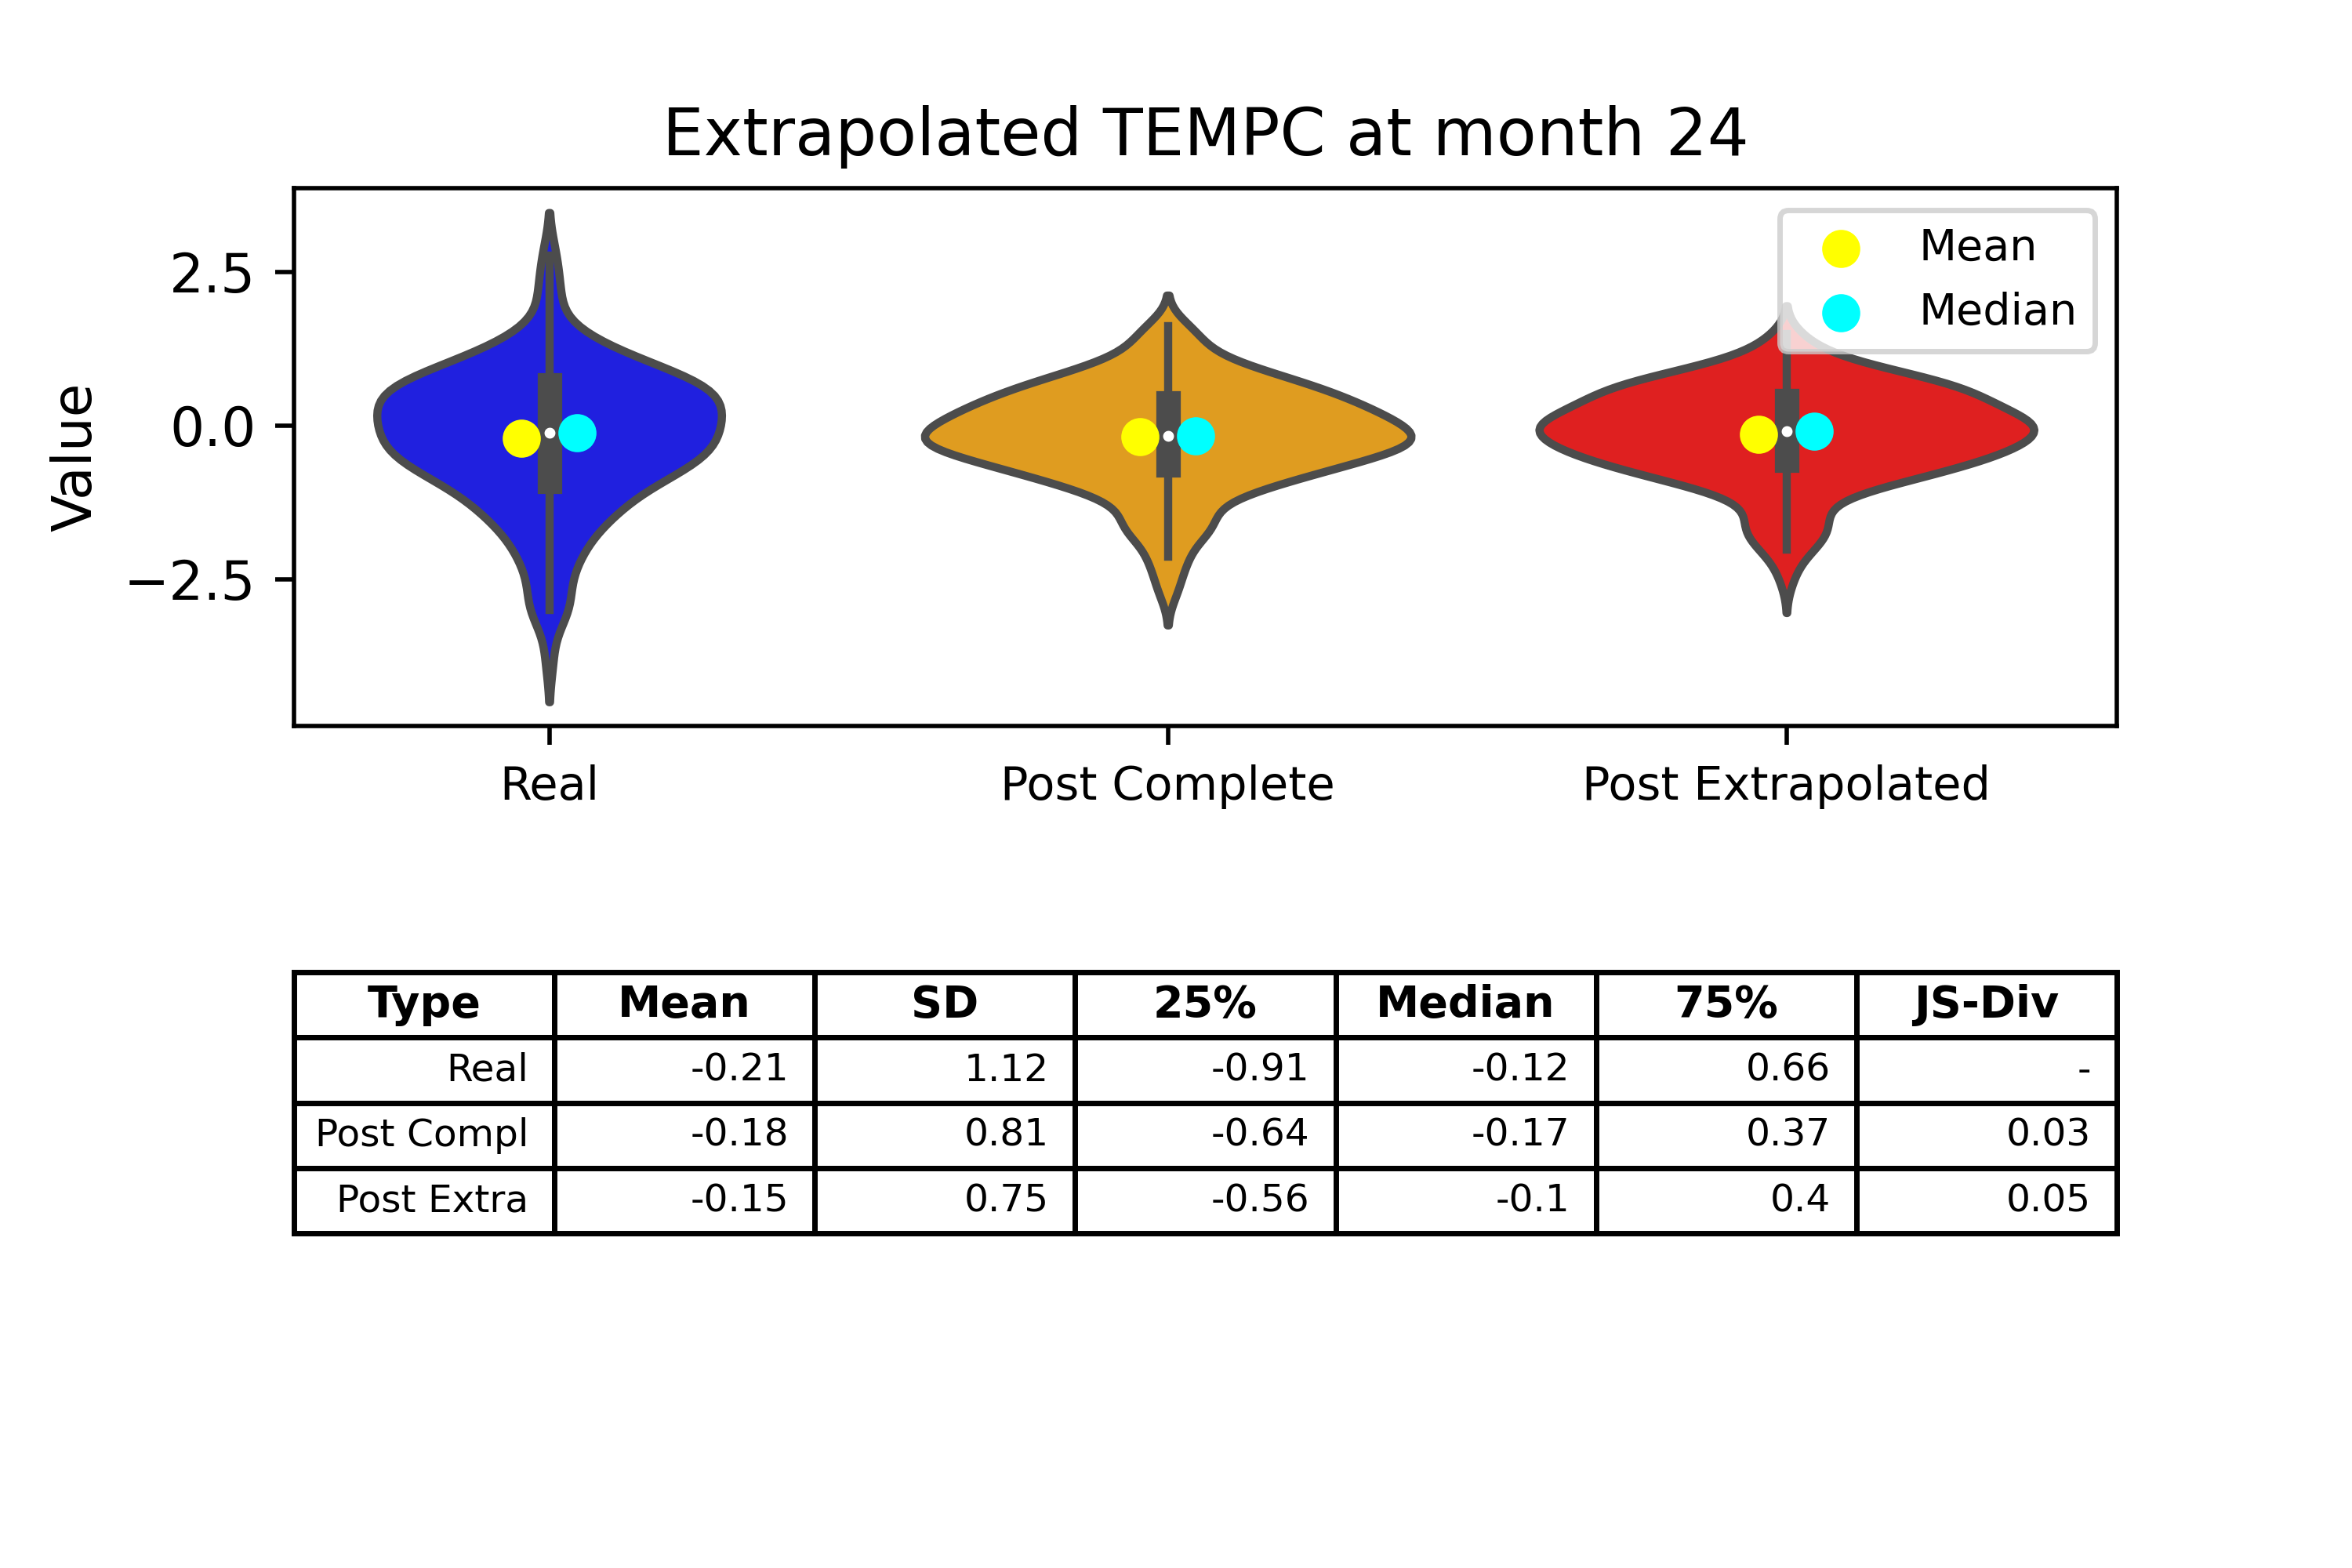 Extrapolated TEMPC at month 24
Value
2.5
0.0
−2.5
Mean
Median
Real Post Complete Post Extrapolated
Type Mean SD 25% Median 75% JS-Div
Real -0.21 1.12 -0.91 -0.12 0.66 -
Post Compl -0.18 0.81 -0.64 -0.17 0.37 0.03
Post Extra -0.15 0.75 -0.56 -0.1 0.4 0.05